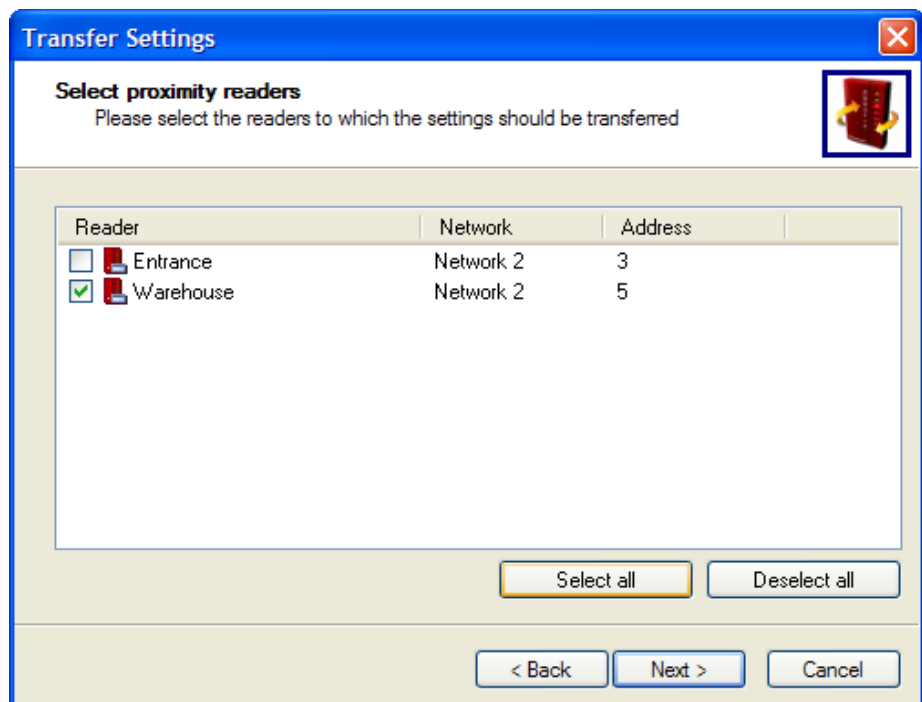 Transfer Settings
Select proximity readers
Please select the readers to which the settings should be transferred
Reader Network Address
Entrance Network 2 3
Warehouse Network 2 5
Select all Deselect all
< Back Next > Cancel